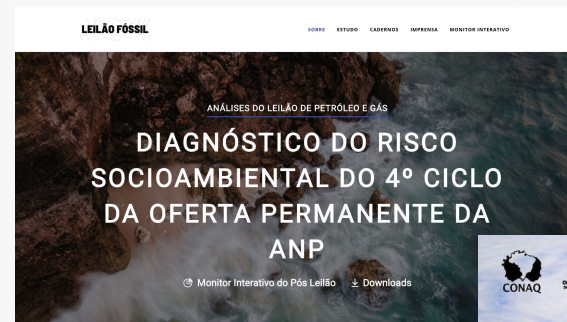 LEILÃO FÓSSIL
SOBRE ESTUDO CADERNOS IMPRENSA MONITOR INTERATIVO
ANÁLISES DO LEILÃO DE PETRÓLEO E GÁS
DIAGNÓSTICO DO RISCO
SOCIOAMBIENTAL DO 4º CICLO
DA OFERTA PERMANENTE DA
ANP
Monitor Interativo do Pós Leilão Downloads
CONAQ